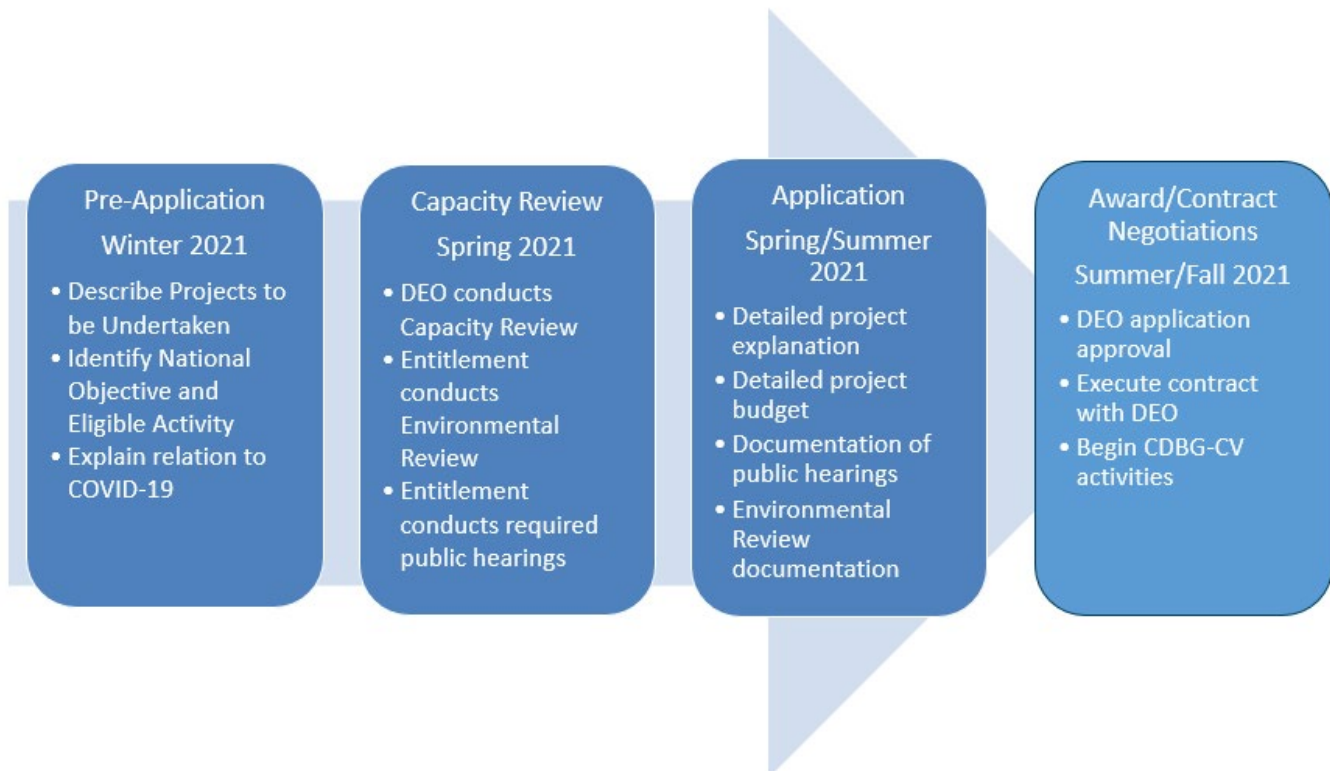 Pre-Application
Winter 2021
• Describe Projects to
be Undertaken
• Identify National
Objective and
Eligible Activity
• Explain relation to
COVID-19
Capacity Review
Spring 2021
• DEO conducts
Capacity Review
• Entitlement
conducts
Environmental
Review
• Entitlement
conducts required
public hearings
Application
Spring/Summer
2021
• Detailed project
explanation
• Detailed project
budget
• Documentation of
public hearings
• Environmental
Review
documentation
Award/Contract
Negotiations
Summer/Fall 2021
• DEO application
approval
• Execute contract
with DEO
• Begin CDBG-CV
activities